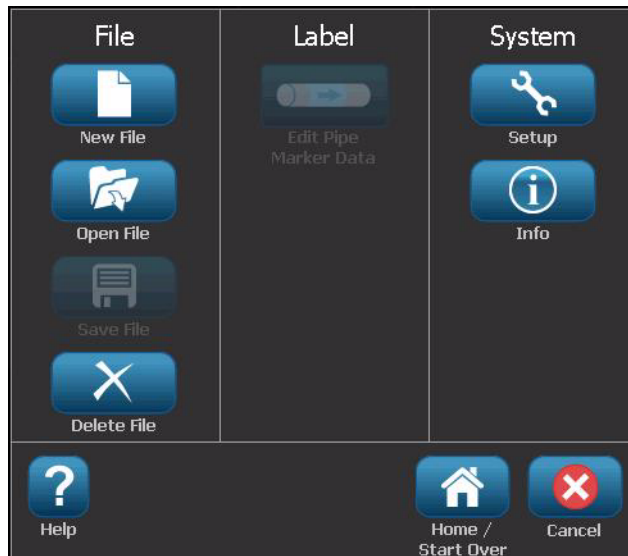 File
New File
Open File
Save File
Delete File
Label
Edit Pipe
Marker Data
System
Setup
Info
?
Help
Home /
Start Over
Cancel